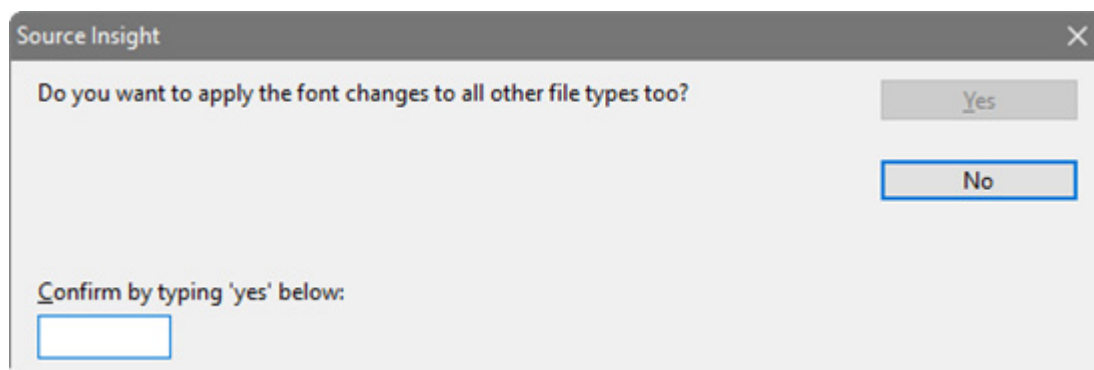 Source Insight
Do you want to apply the font changes to all other file types too?
Yes
No
Confirm by typing 'yes' below: